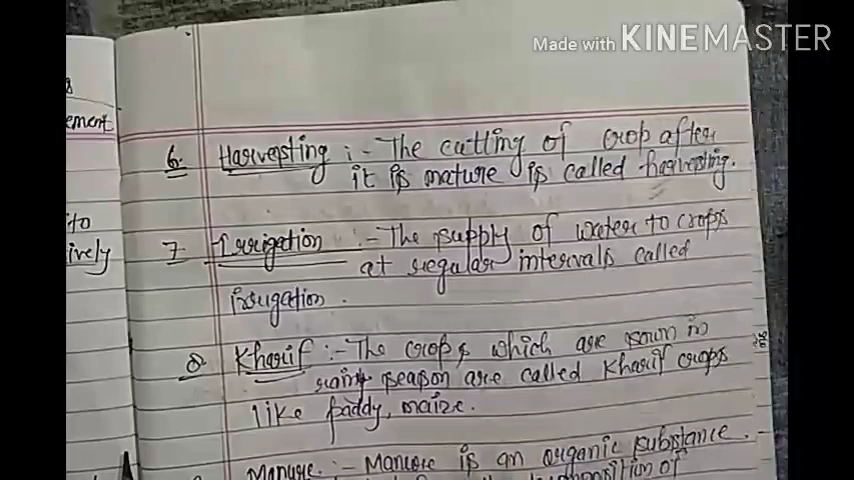 Made with KINEMASTER
ement
to
ively
6. Harvesting :- The cutting of crop after
it is mature is called harvesting.
7 Irrigation :- The supply of water to crops
at regular intervals called
irrigation.
8 Kharif :- The crops which are sown in
rainy season are called Kharif crops
like paddy, maize.
Manure :- Manure is an organic substance.
position of